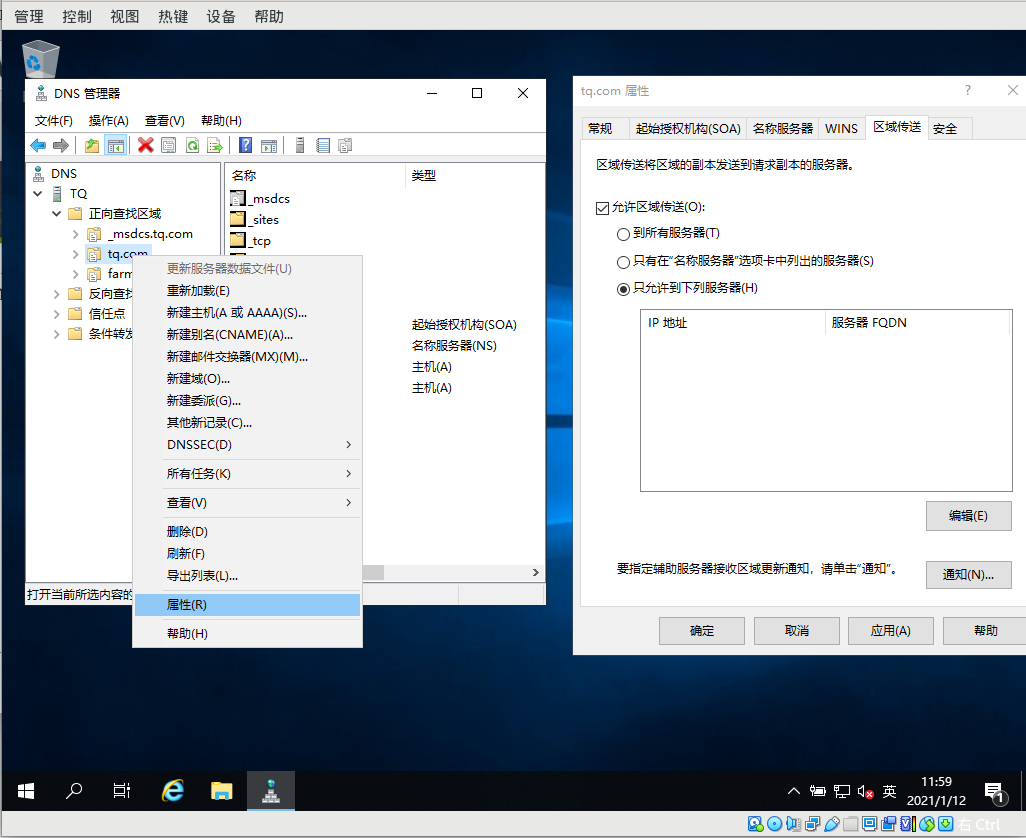 管理 控制 视图 热键 设备 帮助
DNS 管理器
文件(F) 操作(A) 查看(V) 帮助(H)
DNS
TQ
正向查找区域
_msdcs.tq.com
tq.com
farm
反向查找
信任点
条件转发
名称 类型
_msdcs
_sites
_tcp
起始授权机构(SOA)
名称服务器(NS)
主机(A)
主机(A)
打开当前所选内容的
更新服务器数据文件(U)
重新加载(E)
新建主机(A 或 AAAA)(S)...
新建别名(CNAME)(A)...
新建邮件交换器(MX)(M)...
新建域(O)...
新建委派(G)...
其他新记录(C)...
DNSSEC(D)
所有任务(K)
查看(V)
删除(D)
刷新(F)
导出列表(L)...
属性(R)
帮助(H)
tq.com 属性
常规 起始授权机构(SOA) 名称服务器 WINS 区域传送 安全
区域传送将区域的副本发送到请求副本的服务器。
允许区域传送(O):
到所有服务器(T)
只有在“名称服务器”选项卡中列出的服务器(S)
只允许到下列服务器(H)
IP 地址 服务器 FQDN
编辑(E)
要指定辅助服务器接收区域更新通知，请单击“通知”。
通知(N)...
确定 取消 应用(A) 帮助
英
11:59
2021/1/12
1
右 Ctrl